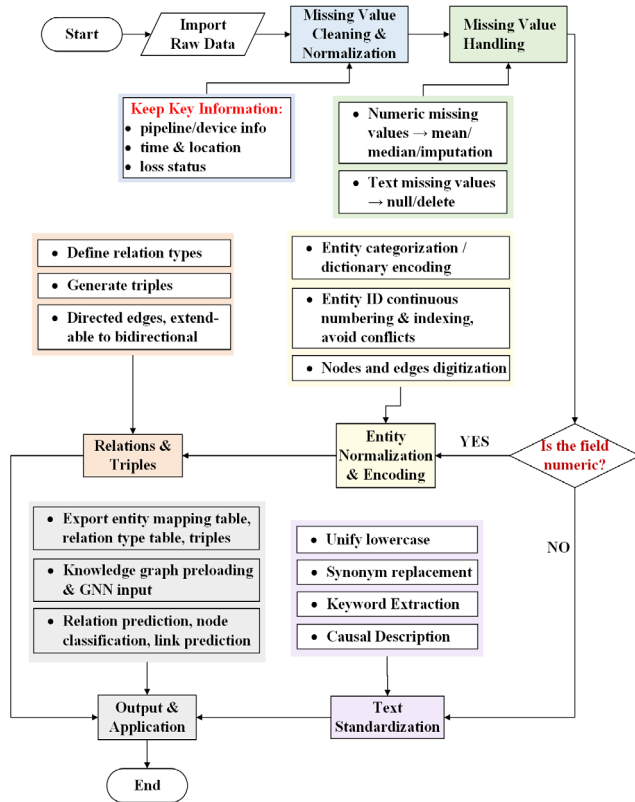 Start
Import
Raw Data
Missing Value
Cleaning &
Normalization
Missing Value
Handling
Keep Key Information:
• pipeline/device info
• time & location
• loss status
• Numeric missing
values → mean/
median/imputation
• Text missing values
→ null/delete
• Define relation types
• Generate triples
• Directed edges, extend-
able to bidirectional
• Entity categorization /
dictionary encoding
• Entity ID continuous
numbering & indexing,
avoid conflicts
• Nodes and edges digitization
Relations &
Triples
Entity
Normalization
& Encoding
YES
Is the field
numeric?
NO
• Export entity mapping table,
relation type table, triples
• Knowledge graph preloading
& GNN input
• Relation prediction, node
classification, link prediction
• Unify lowercase
• Synonym replacement
• Keyword Extraction
• Causal Description
Output &
Application
Text
Standardization
End